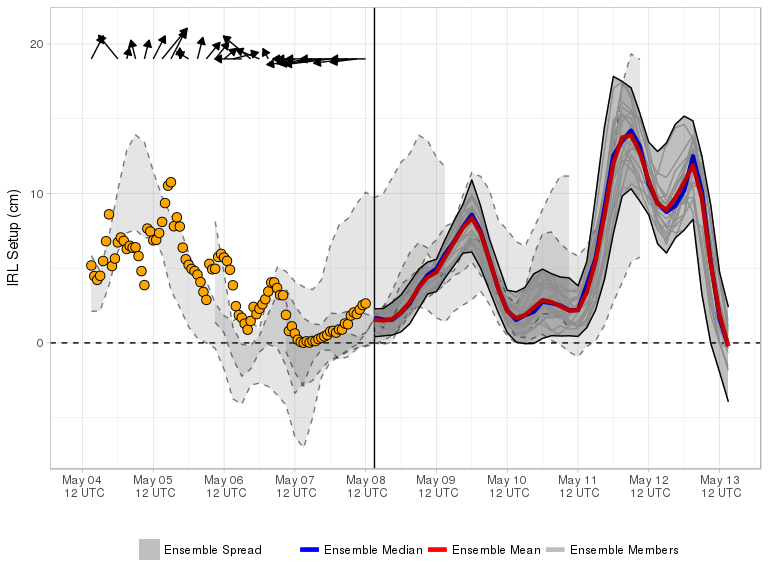 20
10
0
IRL Setup (cm)
May 04 May 05 May 06 May 07 May 08 May 09 May 10 May 11 May 12 May 13
12 UTC 12 UTC 12 UTC 12 UTC 12 UTC 12 UTC 12 UTC 12 UTC 12 UTC 12 UTC
Ensemble Spread Ensemble Median Ensemble Mean Ensemble Members